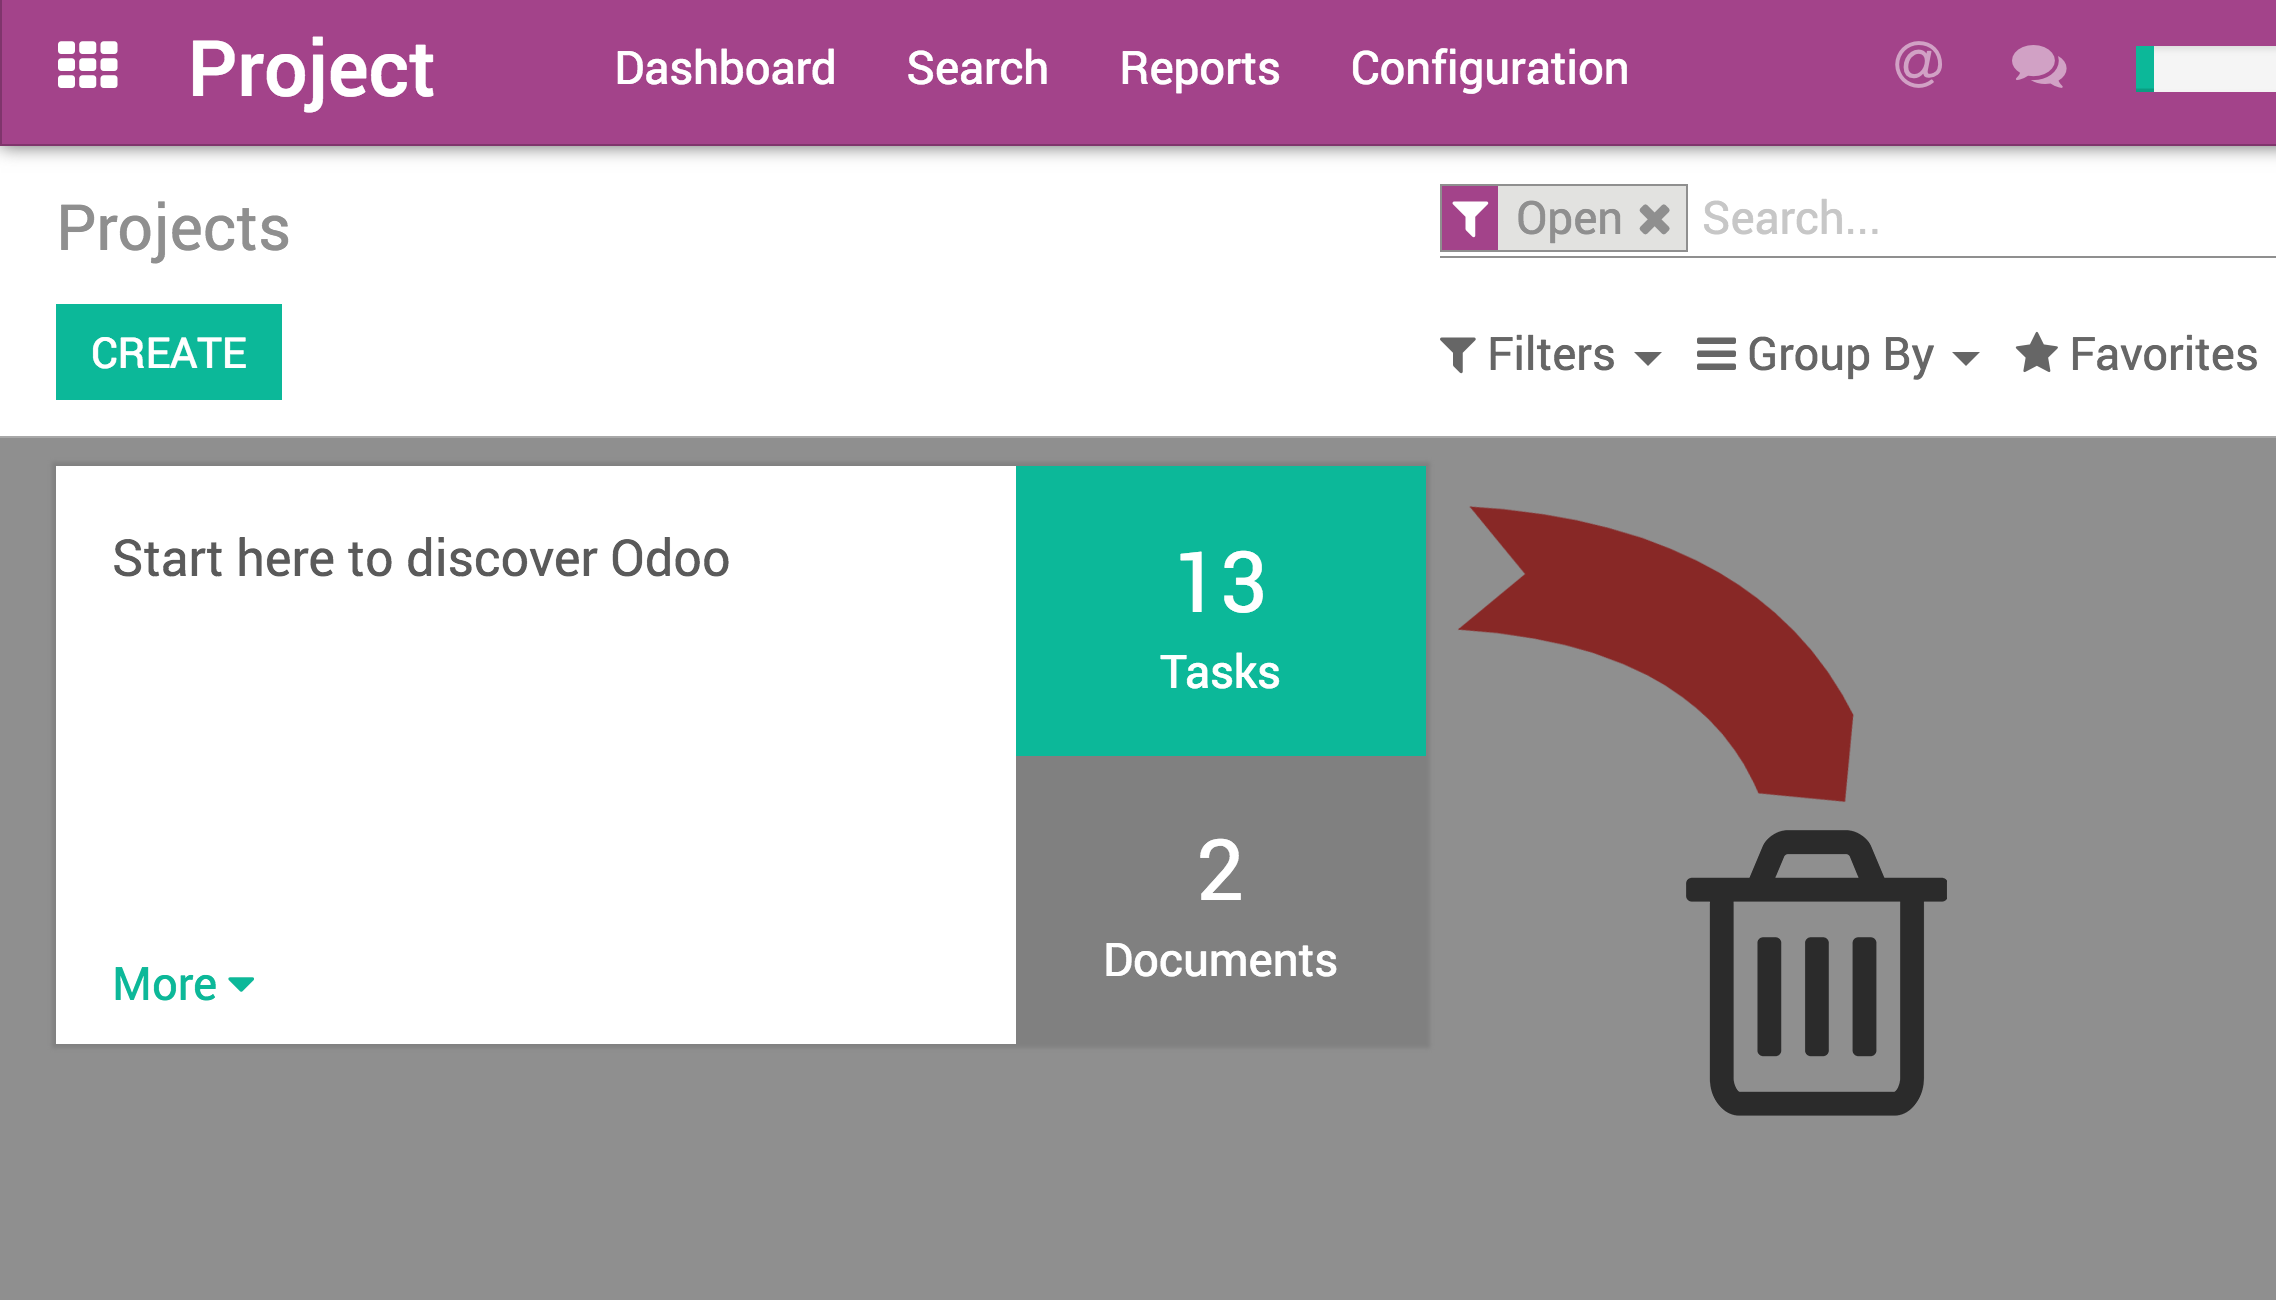 Project Dashboard Search Reports Configuration @
Projects
Open Search...
CREATE
Filters Group By Favorites
Start here to discover Odoo
13
Tasks
2
Documents
More